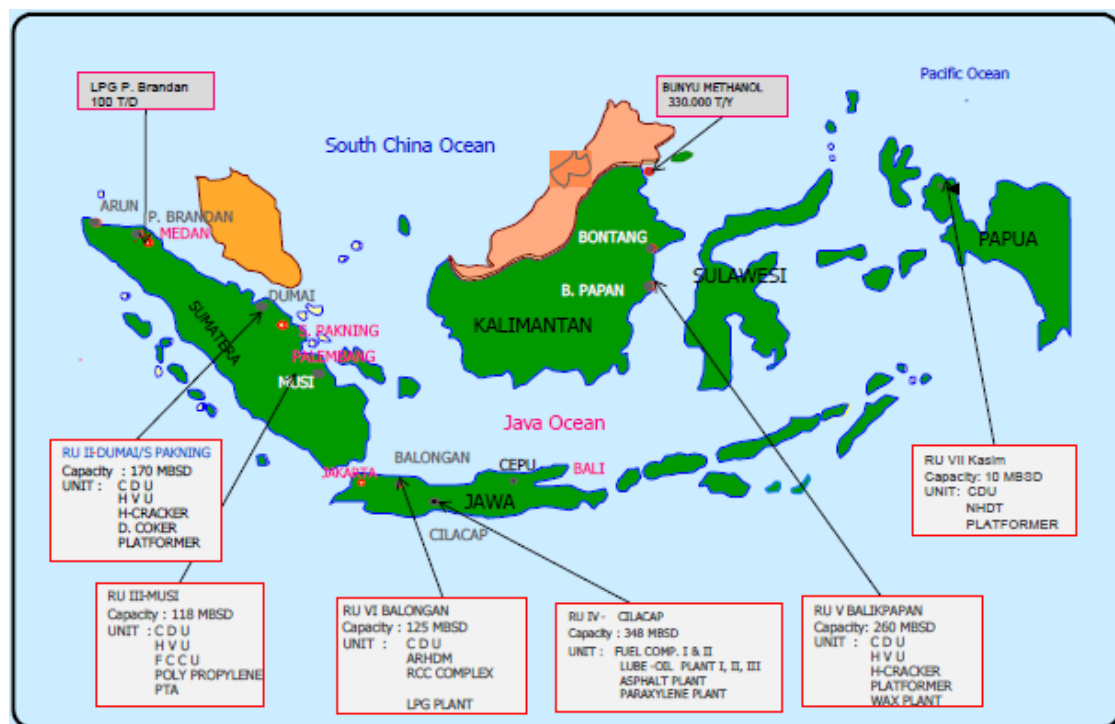 Pacific Ocean
LPG P. Brandan
100 T/D
BUNYU METHANOL
330.000 T/Y
South China Ocean
ARUN
P. BRANDAN
MEDAN
BONTANG
PAPUA
SULAWESI
DUMAI
B. PAPAN
SUMATERA
S. PAKNING
KALIMANTAN
PALEMBANG
MUSI
Java Ocean
BALONGAN
CEPU
BALI
JAKARTA
JAWA
CILACAP
RU II-DUMAI/S PAKNING
Capacity : 170 MBSD
UNIT : C D U
H V U
H-CRACKER
D. COKER
PLATFORMER
RU VII Kasim
Capacity: 10 MBSD
UNIT: CDU
NHDT
PLATFORMER
RU III-MUSI
Capacity : 118 MBSD
UNIT : C D U
H V U
F C C U
POLY PROPYLENE
PTA
RU VI BALONGAN
Capacity : 125 MBSD
UNIT : C D U
ARHDM
RCC COMPLEX
LPG PLANT
RU IV - CILACAP
Capacity : 348 MBSD
UNIT : FUEL COMP. I & II
LUBE -OIL PLANT I, II, III
ASPHALT PLANT
PARAXYLENE PLANT
RU V BALIKPAPAN
Capacity: 260 MBSD
UNIT : C D U
H V U
H-CRACKER
PLATFORMER
WAX PLANT